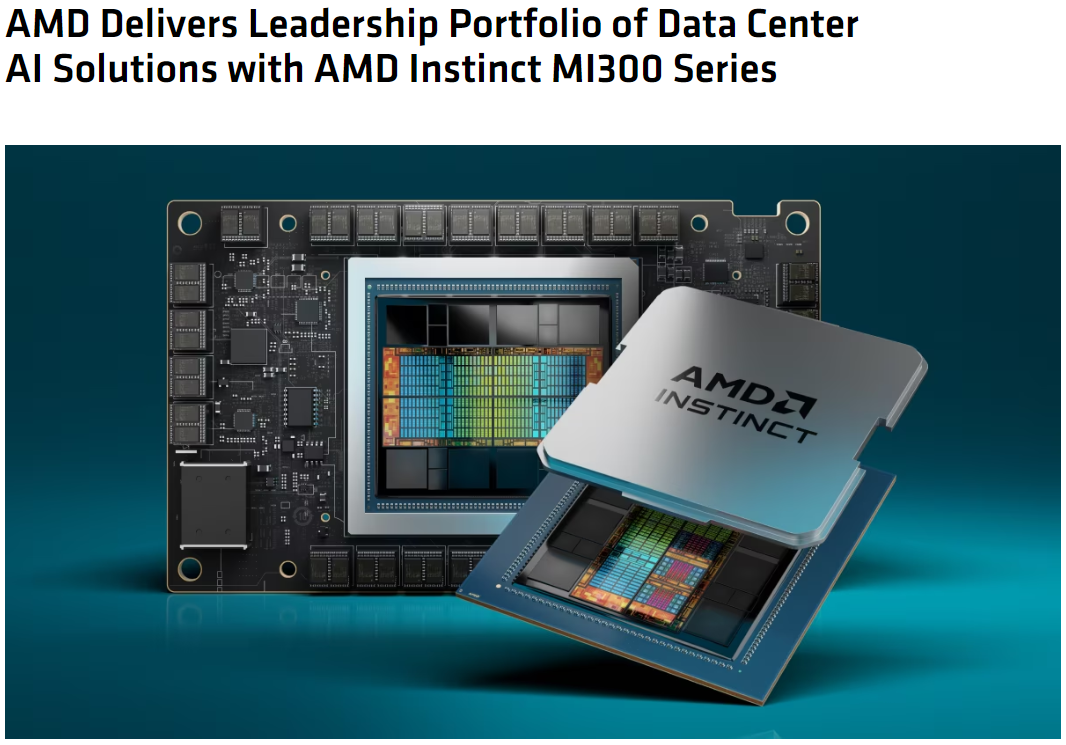 AMD Delivers Leadership Portfolio of Data Center
AI Solutions with AMD Instinct MI300 Series
AMD
INSTINCT